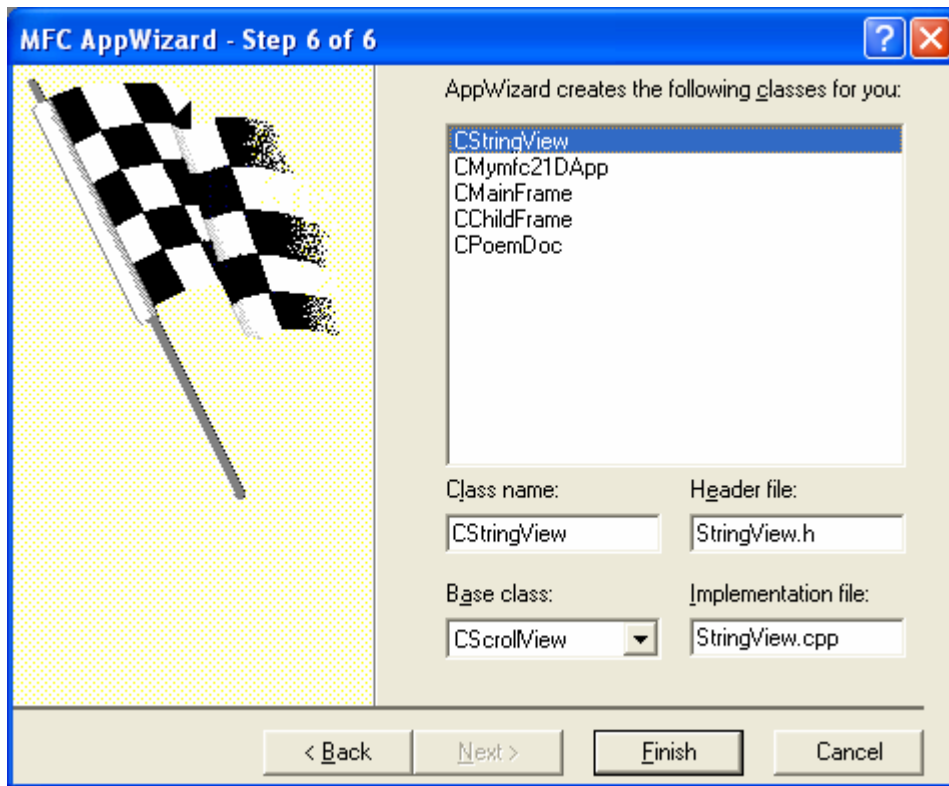 MFC AppWizard - Step 6 of 6
AppWizard creates the following classes for you:
CStringView
CMymfc21DApp
CMainFrame
CChildFrame
CPoemDoc
Class name:
Header file:
CStringView
StringView.h
Base class:
Implementation file:
CScrollView
StringView.cpp
< Back
Next >
Finish
Cancel